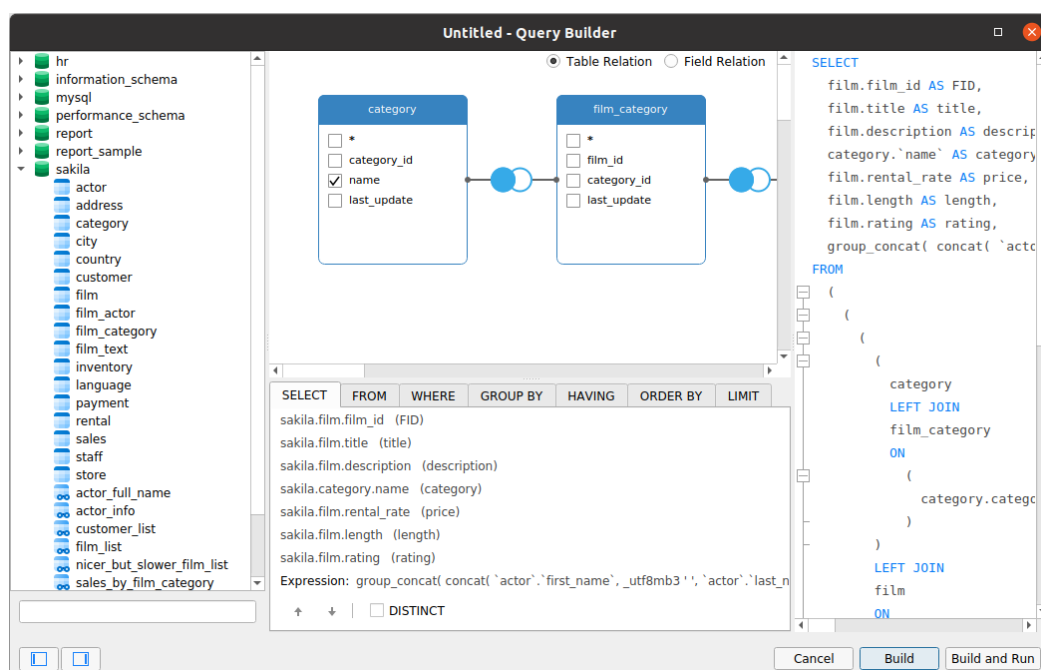 Untitled - Query Builder
hr
information_schema
mysql
performance_schema
report
report_sample
sakila
actor
address
category
city
country
customer
film
film_actor
film_category
film_text
inventory
language
payment
rental
sales
staff
store
actor_full_name
actor_info
customer_list
film_list
nicer_but_slower_film_list
sales_by_film_category
Table Relation Field Relation
category
*
category_id
name
last_update
film_category
*
film_id
category_id
last_update
SELECT FROM WHERE GROUP BY HAVING ORDER BY LIMIT
sakila.film.film_id (FID)
sakila.film.title (title)
sakila.film.description (description)
sakila.category.name (category)
sakila.film.rental_rate (price)
sakila.film.length (length)
sakila.film.rating (rating)
Expression: group_concat( concat( `actor`.`first_name`, _utf8mb3 ' ', `actor`.`last_n
DISTINCT
SELECT
film.film_id AS FID,
film.title AS title,
film.description AS descrip
category.`name` AS category
film.rental_rate AS price,
film.length AS length,
film.rating AS rating,
group_concat( concat( `actc
FROM
(
(
(
(
category
LEFT JOIN
film_category
ON
(
category.catego
)
)
LEFT JOIN
film
ON
Cancel Build Build and Run